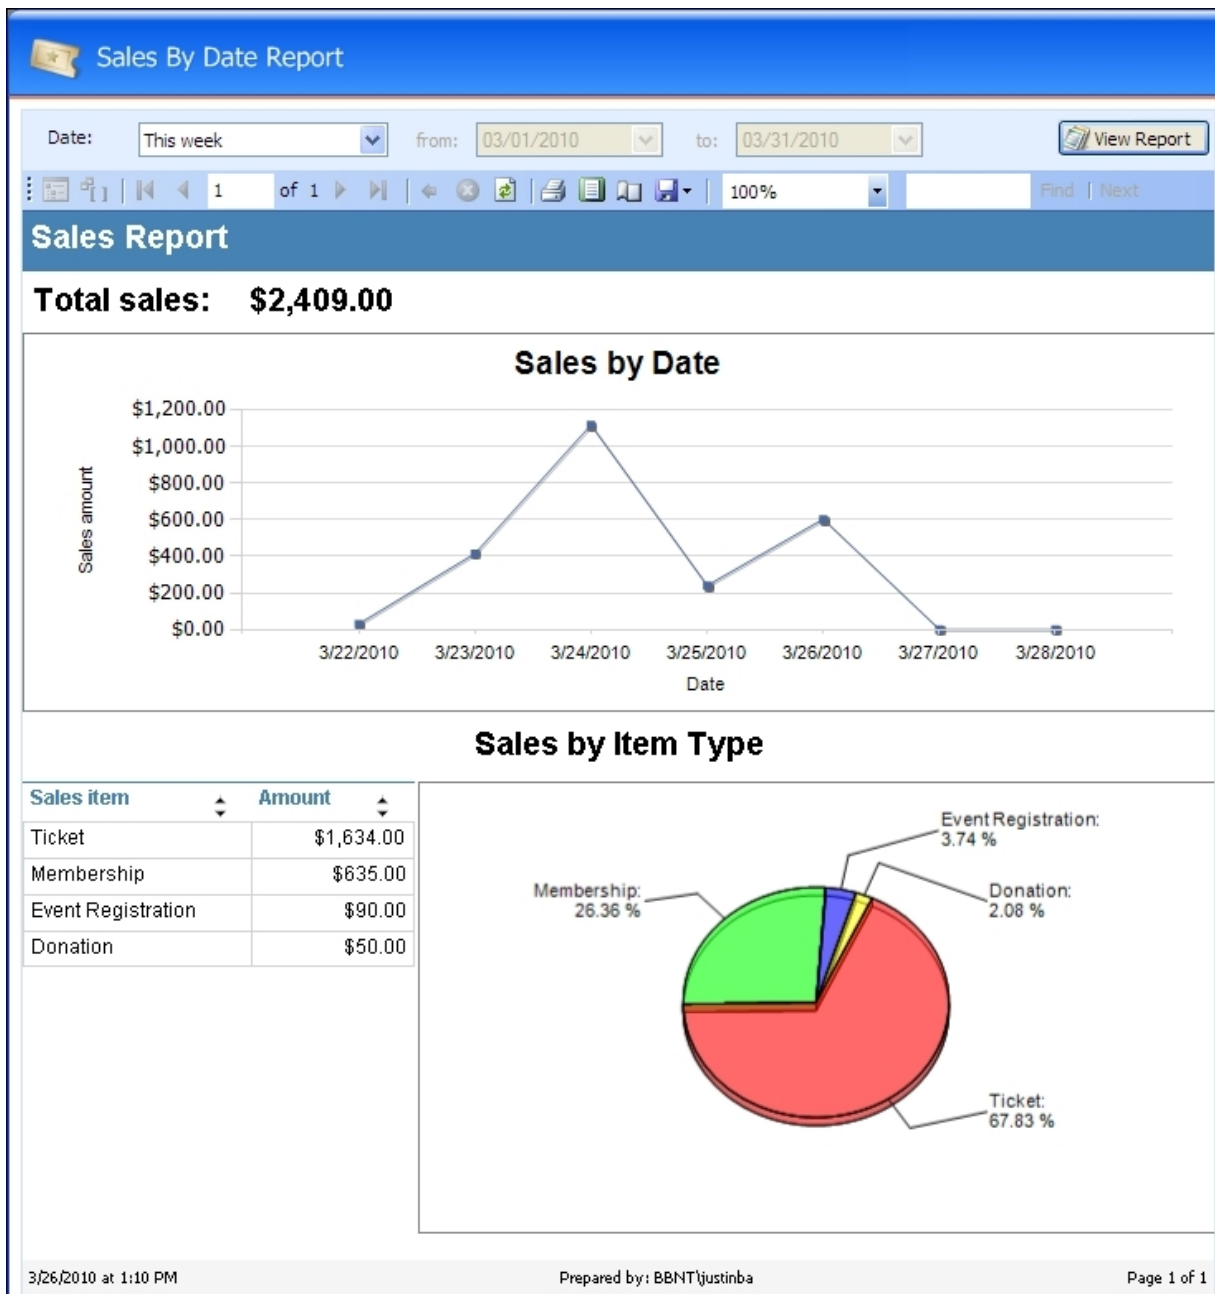 Sales By Date Report
Date: This week from: 03/01/2010 to: 03/31/2010 View Report
1 of 1 100% Find | Next
Sales Report
Total sales: $2,409.00
Sales by Date
$1,200.00
$1,000.00
$800.00
$600.00
$400.00
$200.00
$0.00
Sales amount
3/22/2010 3/23/2010 3/24/2010 3/25/2010 3/26/2010 3/27/2010 3/28/2010
Date
Sales by Item Type
Sales item Amount
Ticket $1,634.00
Membership $635.00
Event Registration $90.00
Donation $50.00
Event Registration:
3.74 %
Membership:
26.36 %
Donation:
2.08 %
Ticket:
67.83 %
3/26/2010 at 1:10 PM Prepared by: BBNT\justinba Page 1 of 1